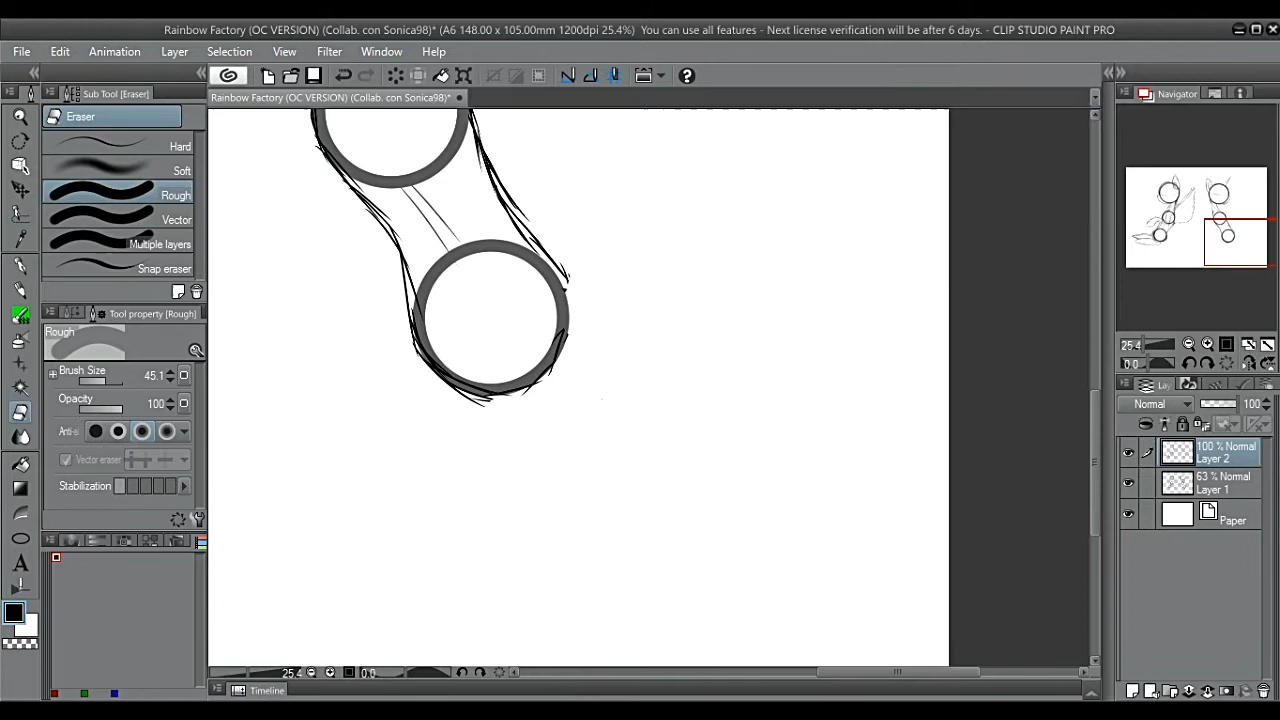 Rainbow Factory (OC VERSION) (Collab. con Sonica98)* (A6 148.00 x 105.00mm 1200dpi 25.4%)  You can use all features - Next license verification will be after 6 days. - CLIP STUDIO PAINT PRO
File Edit Animation Layer Selection View Filter Window Help
Sub Tool [Eraser]
Rainbow Factory (OC VERSION) (Collab. con Sonica98)*
Navigator
Eraser
Hard
Soft
Rough
Vector
Multiple layers
Snap eraser
Tool property [Rough]
Rough
Brush Size 45.1
Opacity 100
Vector eraser
Stabilization
A
25.4 0.0
Timeline
25.4
0.0
Normal 100
100 % Normal
Layer 2
63 % Normal
Layer 1
Paper